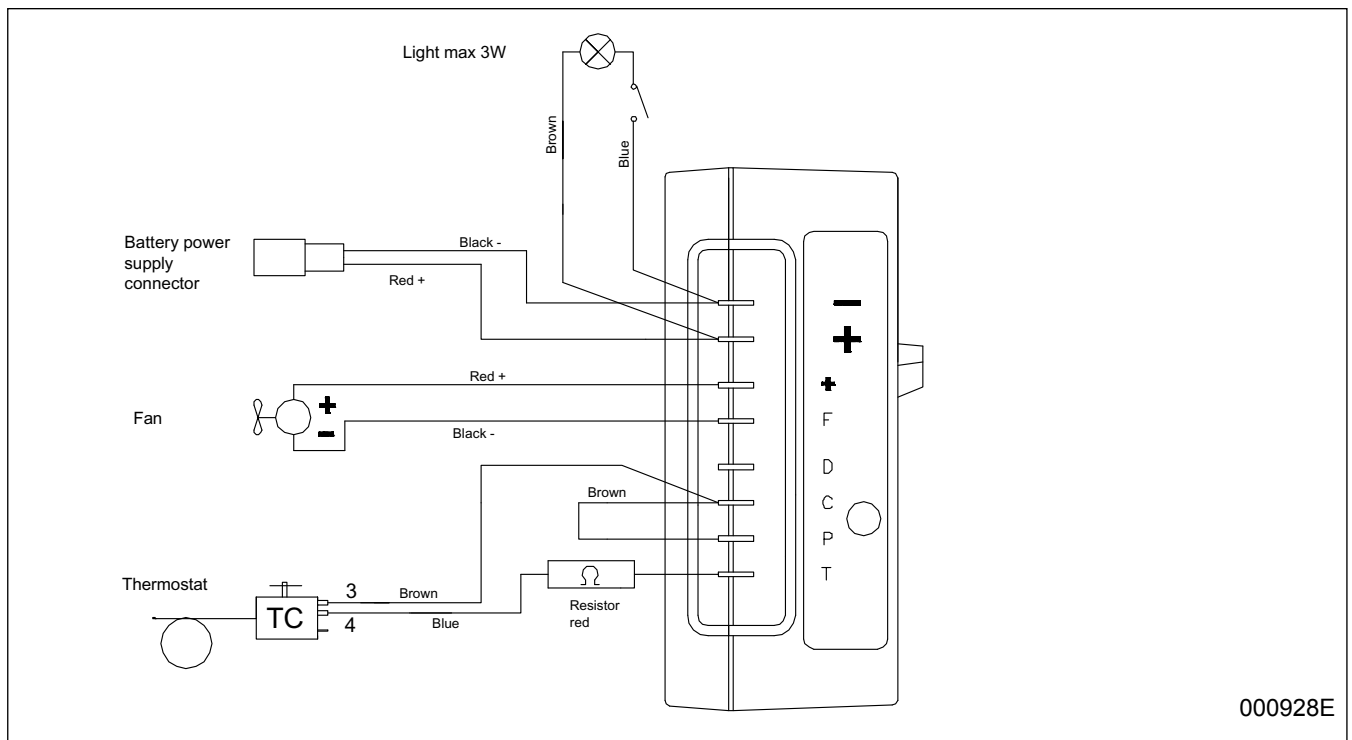 Light max 3W
Brown
Blue
Battery power
supply
connector
Black -
Red +
Red +
Fan
+
-
Black -
-
+
+
F
D
C
P
T
Brown
Thermostat
TC
3
4
Brown
Blue
Ω
Resistor
red
000928E